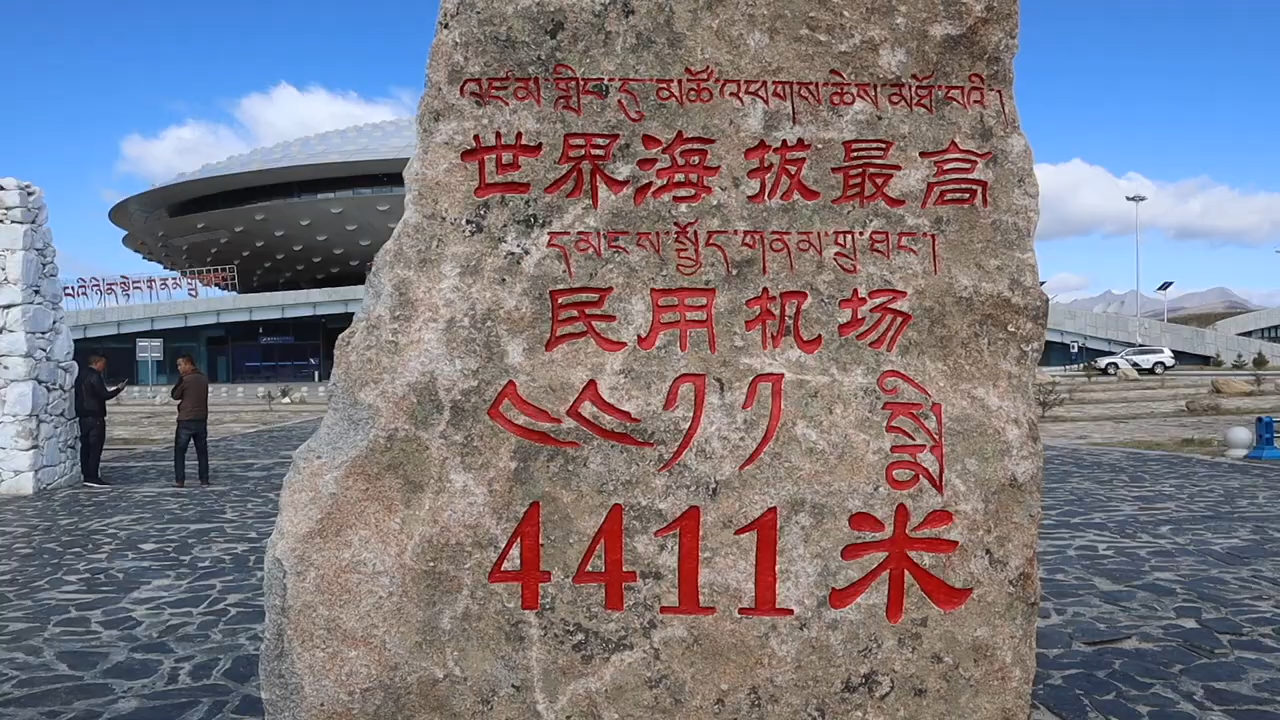 འཛམ་གླིང་དུ་མཚོ་འཕགས་ཆེས་མཐོ་བའི།
世界海拔最高
དམངས་སྤྱོད་གནམ་གྲུ་ཐང་།
民用机场
༤༤༡༡ སྨི
4411米